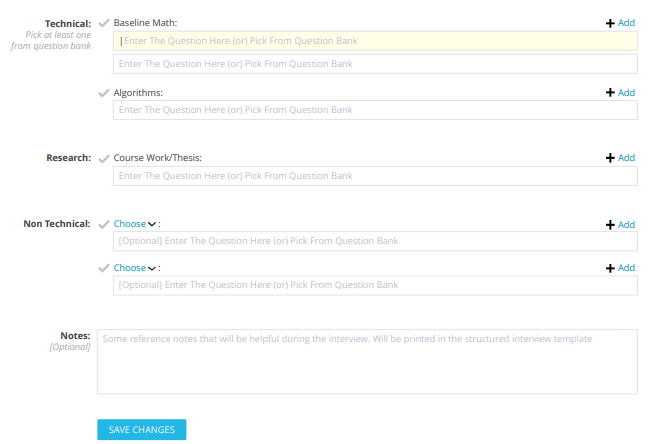 Technical:
Pick at least one
from question bank
Baseline Math:
Add
Enter The Question Here (or) Pick From Question Bank
Enter The Question Here (or) Pick From Question Bank
Algorithms:
Add
Enter The Question Here (or) Pick From Question Bank
Research:
Course Work/Thesis:
Add
Enter The Question Here (or) Pick From Question Bank
Non Technical:
Choose :
Add
[Optional] Enter The Question Here (or) Pick From Question Bank
Choose :
Add
[Optional] Enter The Question Here (or) Pick From Question Bank
Notes:
[Optional]
Some reference notes that will be helpful during the interview. Will be printed in the structured interview template
SAVE CHANGES